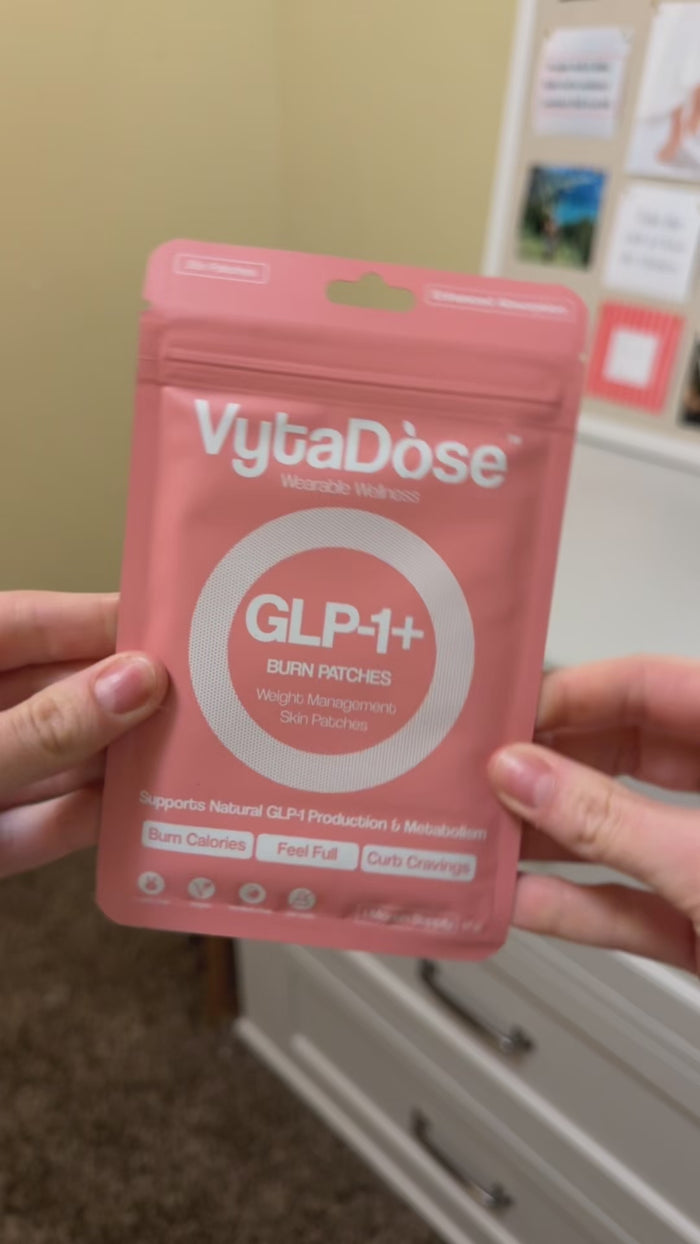 VytaDòse™
Wearable Wellness
GLP-1+
BURN PATCHES
Weight Management
Skin Patches
Supports Natural GLP-1 Production & Metabolism
Burn Calories Feel Full Curb Cravings